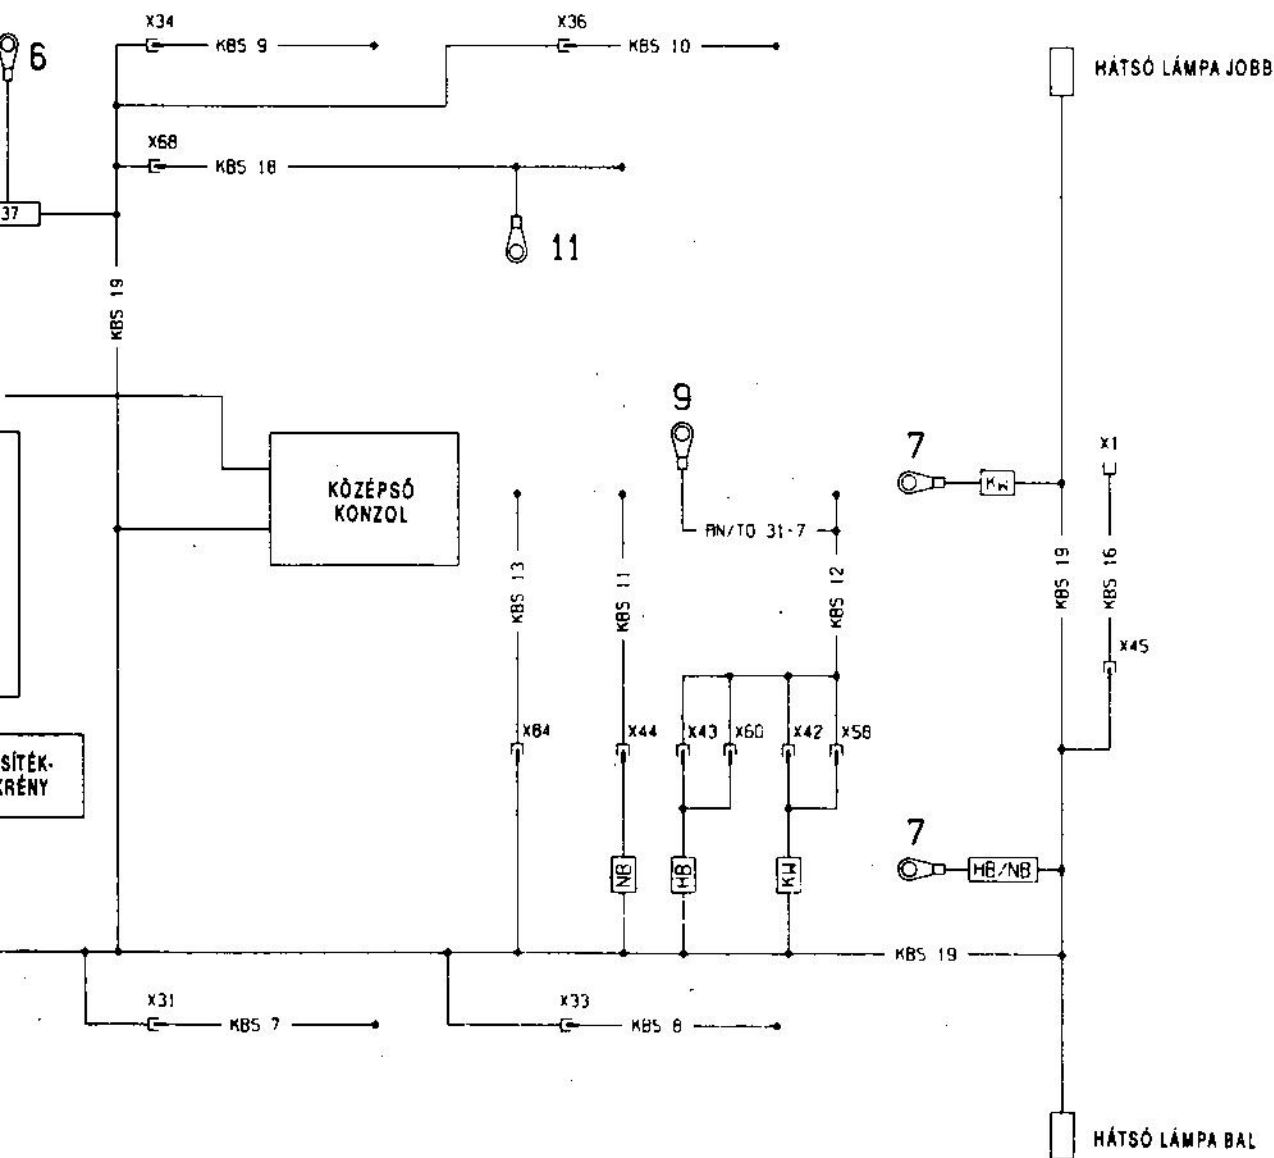 X34
X36
6
KBS 9
KBS 10
HÁTSÓ LÁMPA JOBB
X68
KBS 18
37
11
KBS 19
9
7
X1
KÖZÉPSŐ
KONZOL
KW
RN/TO 31-7
KBS 13
KBS 11
KBS 12
KBS 19
KBS 16
X45
X84
X44
X43
X60
X42
X58
SÍTÉK-
KRÉNY
7
NB
HB
KW
HB/NB
KBS 19
X31
X33
KBS 7
KBS 8
HÁTSÓ LÁMPA BAL